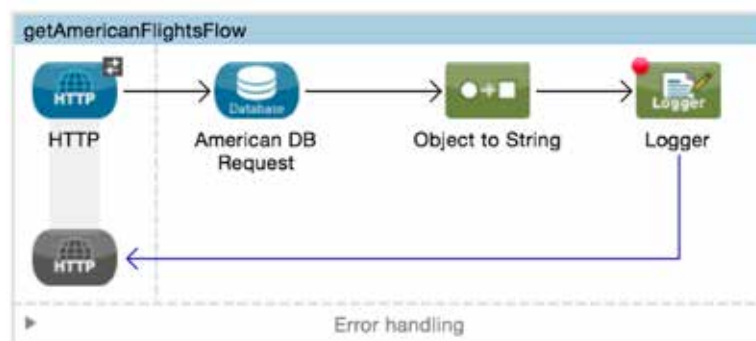 getAmericanFlightsFlow
HTTP
Database
Logger
HTTP
American DB
Request
Object to String
Logger
HTTP
Error handling